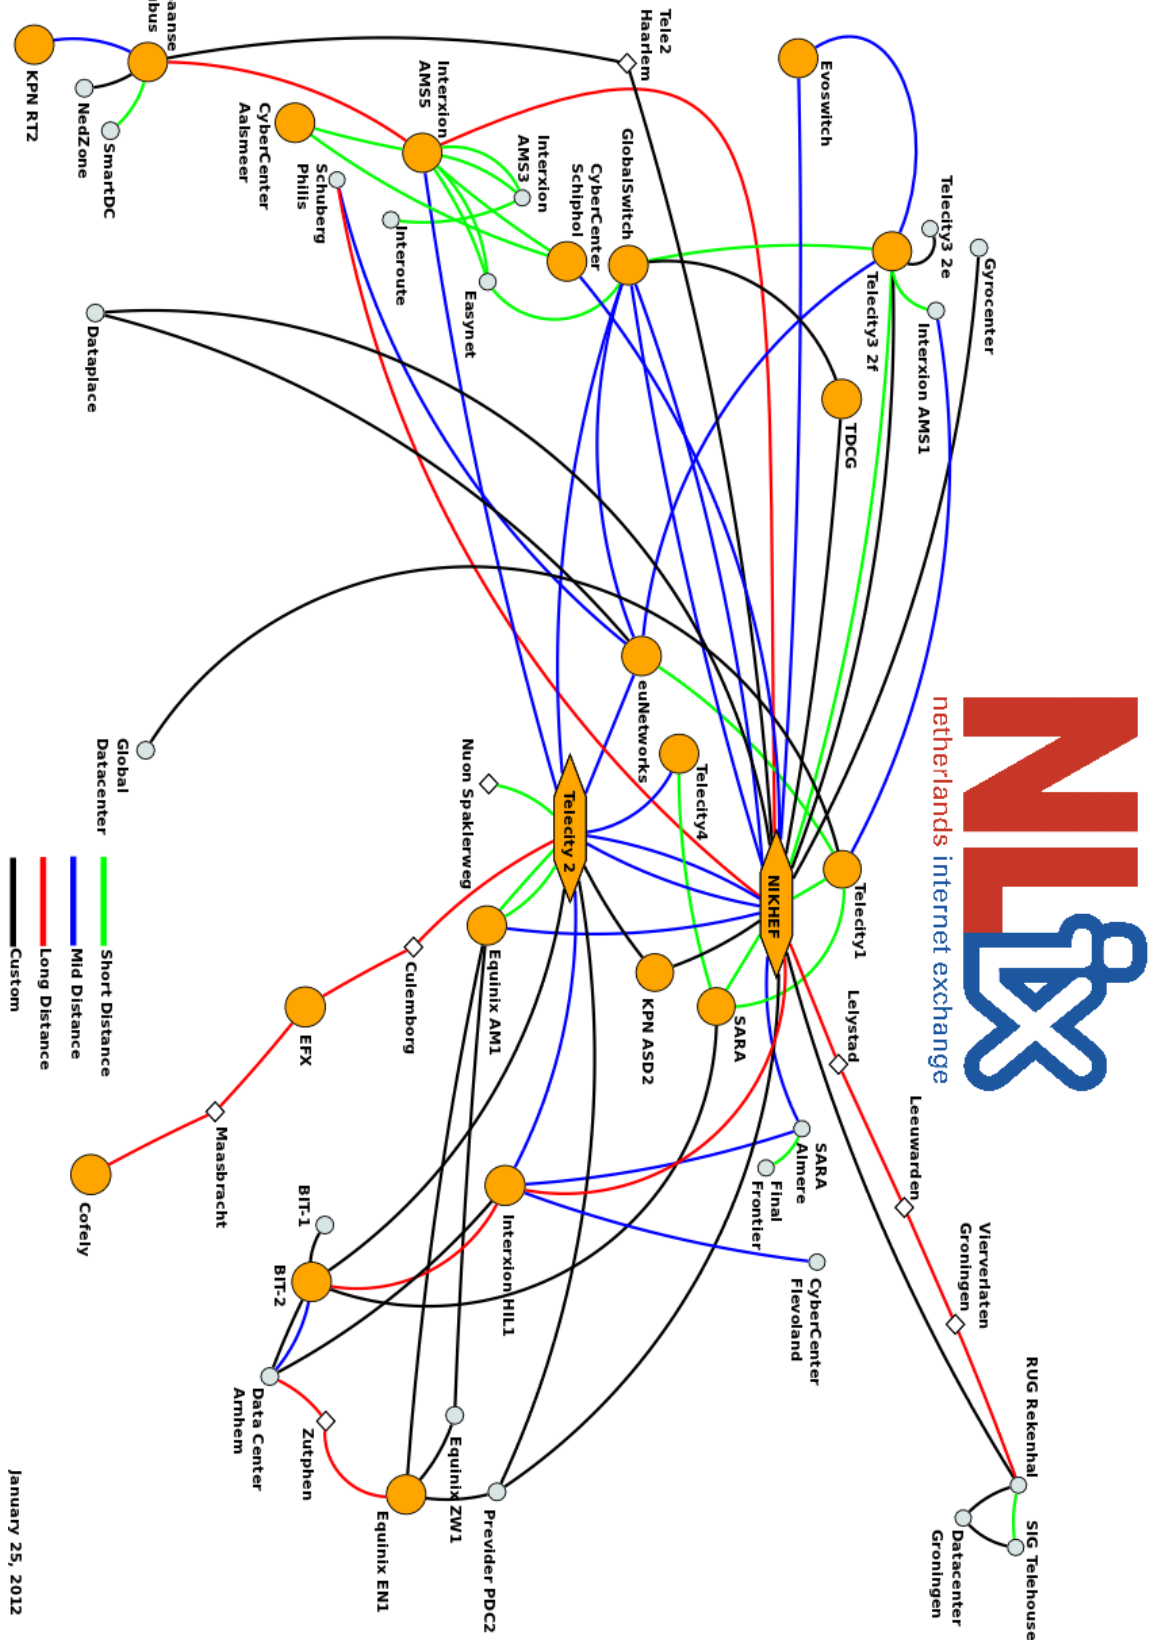 NL
netherlands internet exchange
Evoswitch
Telecity3 2e
Gyrocenter
Telecity3 2f
Interxion AMS1
TDCG
Tele2
Haarlem
GlobalSwitch
CyberCenter
Schiphol
Interxion
AMS3
Interxion
AMS5
Easynet
Interoute
Schuberg
Philis
CyberCenter
Aalsmeer
aanse
bus
KPN RT2
NedZone
SmartDC
Dataplace
euNetworks
Telecity4
Telecity1
NIKHEF
Telecity 2
Nuon Spaklerweg
Global
Datacenter
Culemborg
Equinix AM1
KPN ASD2
SARA
Lelystad
Leeuwarden
Vierverlaten
Groningen
RUG Rekenhal
SIG Telehouse
Datacenter
Groningen
SARA
Almere
Final
Frontier
CyberCenter
Flevoland
Interxion HIL1
EFX
Maasbracht
Cofely
BIT-1
BIT-2
Data Center
Arnhem
Zutphen
Equinix EN1
Equinix ZW1
Previder PDC2
Short Distance
Mid Distance
Long Distance
Custom
January 25, 2012